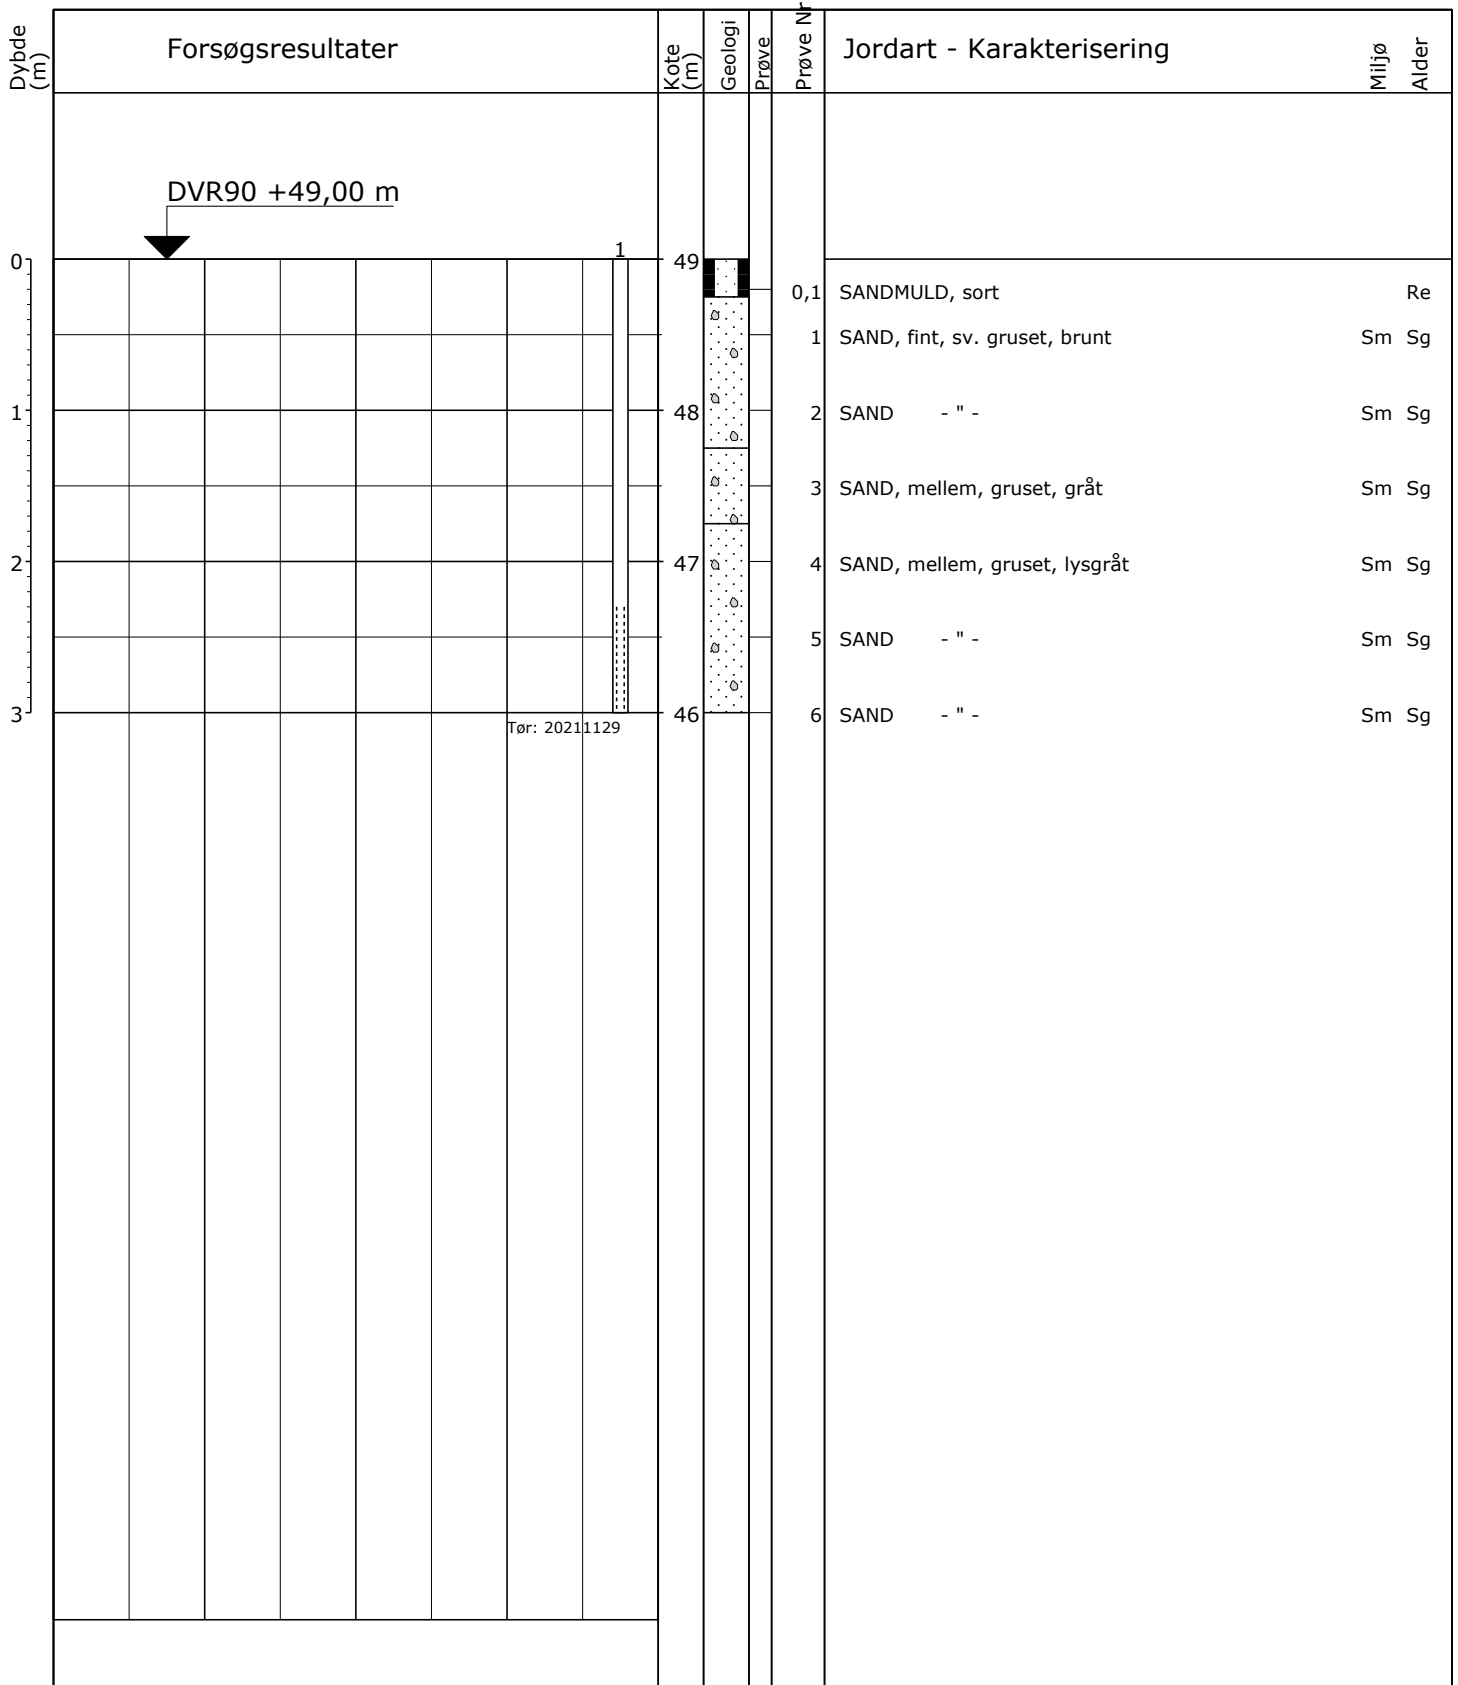 Dybde
(m)
Forsøgsresultater
Kote
(m)
Geologi
Prøve
Prøve Nr
Jordart - Karakterisering
Miljø
Alder
DVR90 +49,00 m
1
0 49
0,1 SANDMULD, sort Re
1 SAND, fint, sv. gruset, brunt Sm Sg
1 48 2 SAND - " - Sm Sg
3 SAND, mellem, gruset, gråt Sm Sg
2 47 4 SAND, mellem, gruset, lysgråt Sm Sg
5 SAND - " - Sm Sg
3 46 6 SAND - " - Sm Sg
Tør: 20211129